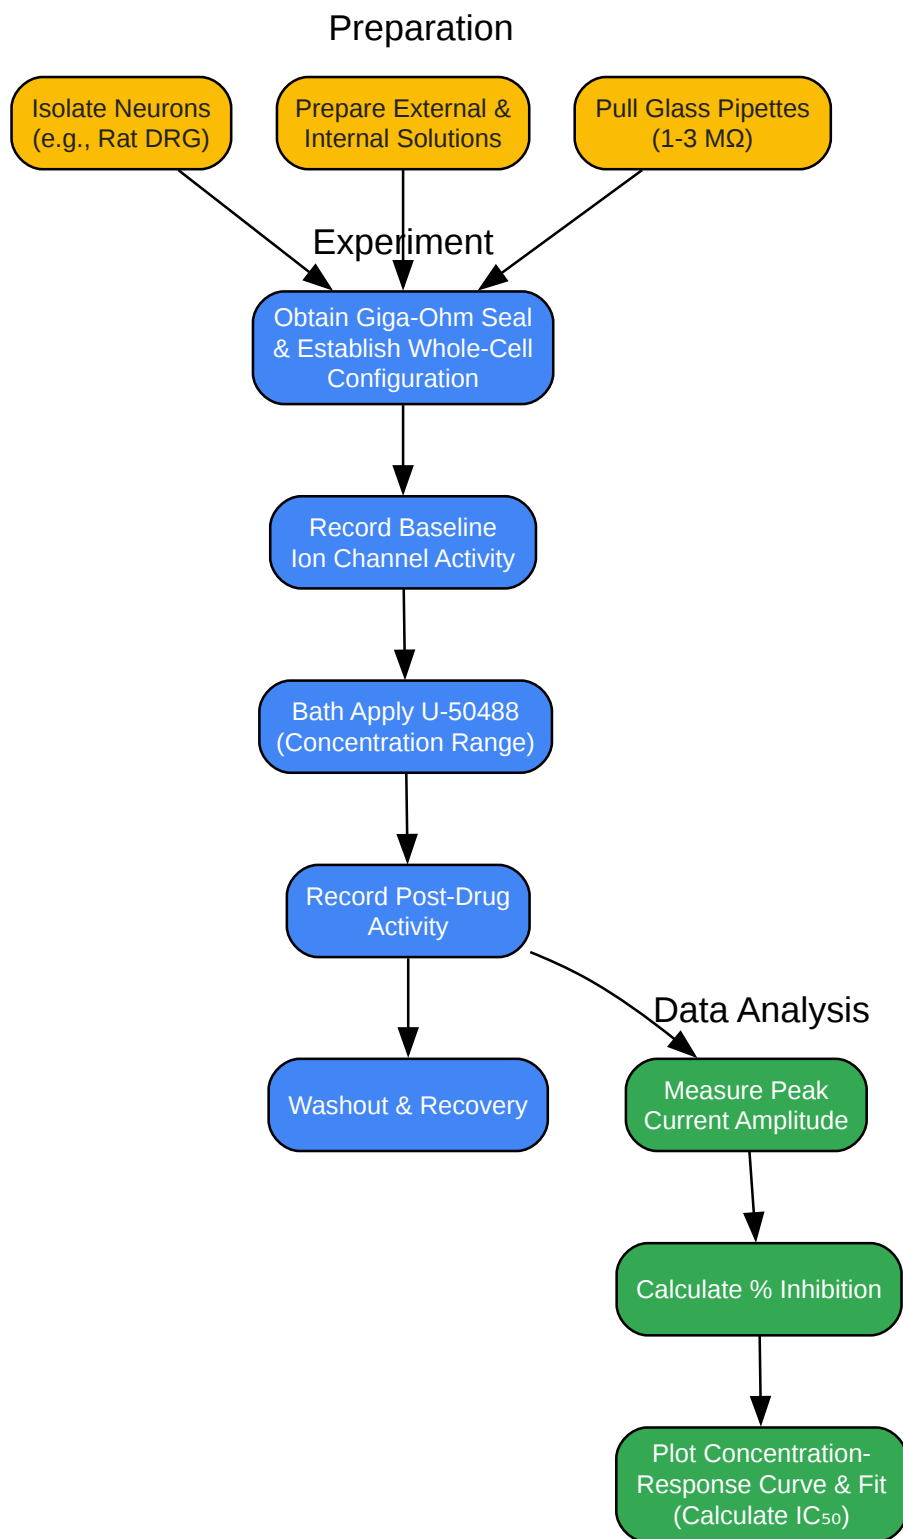 Preparation
Isolate Neurons
(e.g., Rat DRG)
Prepare External &
Internal Solutions
Pull Glass Pipettes
(1-3 MΩ)
Experiment
Obtain Giga-Ohm Seal
& Establish Whole-Cell
Configuration
Record Baseline
Ion Channel Activity
Bath Apply U-50488
(Concentration Range)
Record Post-Drug
Activity
Washout & Recovery
Data Analysis
Measure Peak
Current Amplitude
Calculate % Inhibition
Plot Concentration-
Response Curve & Fit
(Calculate IC₅₀)